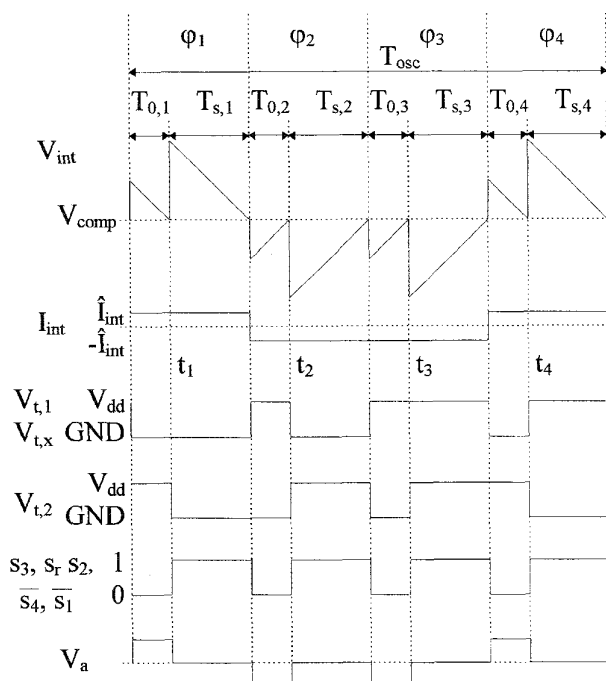 φ1 φ2 φ3 φ4
Tosc
T0,1 Ts,1 T0,2 Ts,2 T0,3 Ts,3 T0,4 Ts,4
Vint
Vcomp
Îint
Iint
-Îint
t1 t2 t3 t4
Vt,1 Vdd
Vt,x GND
Vdd
Vt,2
GND
s3, sr s2, 1
s̅4, s̅1 0
Va